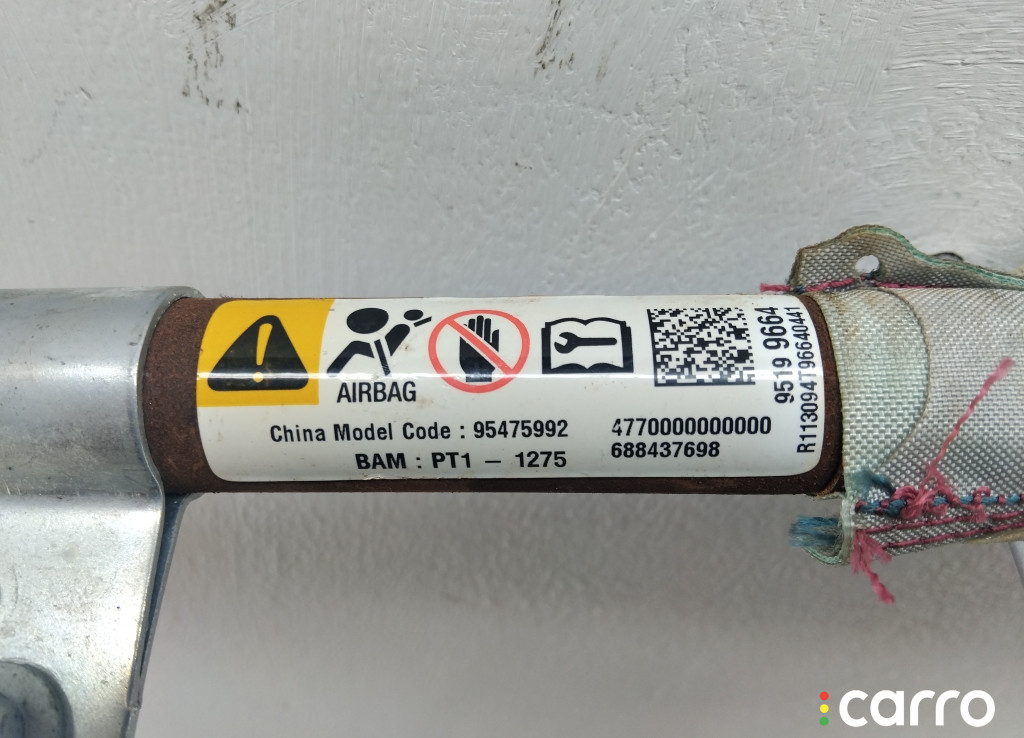 AIRBAG
China Model Code : 95475992
BAM : PT1 – 1275
4770000000000
688437698
9519 9664
R113094T96640441
carro